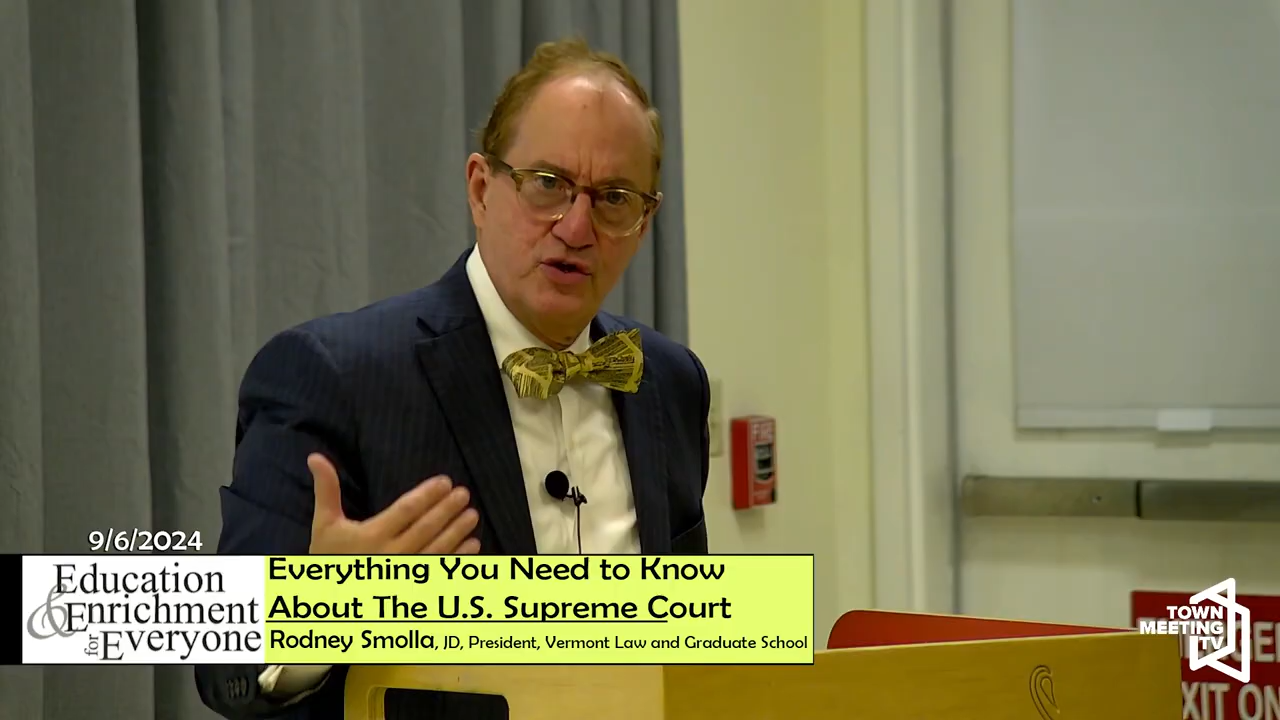 FIRE
9/6/2024
Education
& Enrichment
for Everyone
Everything You Need to Know
About The U.S. Supreme Court
Rodney Smolla, JD, President, Vermont Law and Graduate School
TOWN
MEETING
TV
EXIT ON